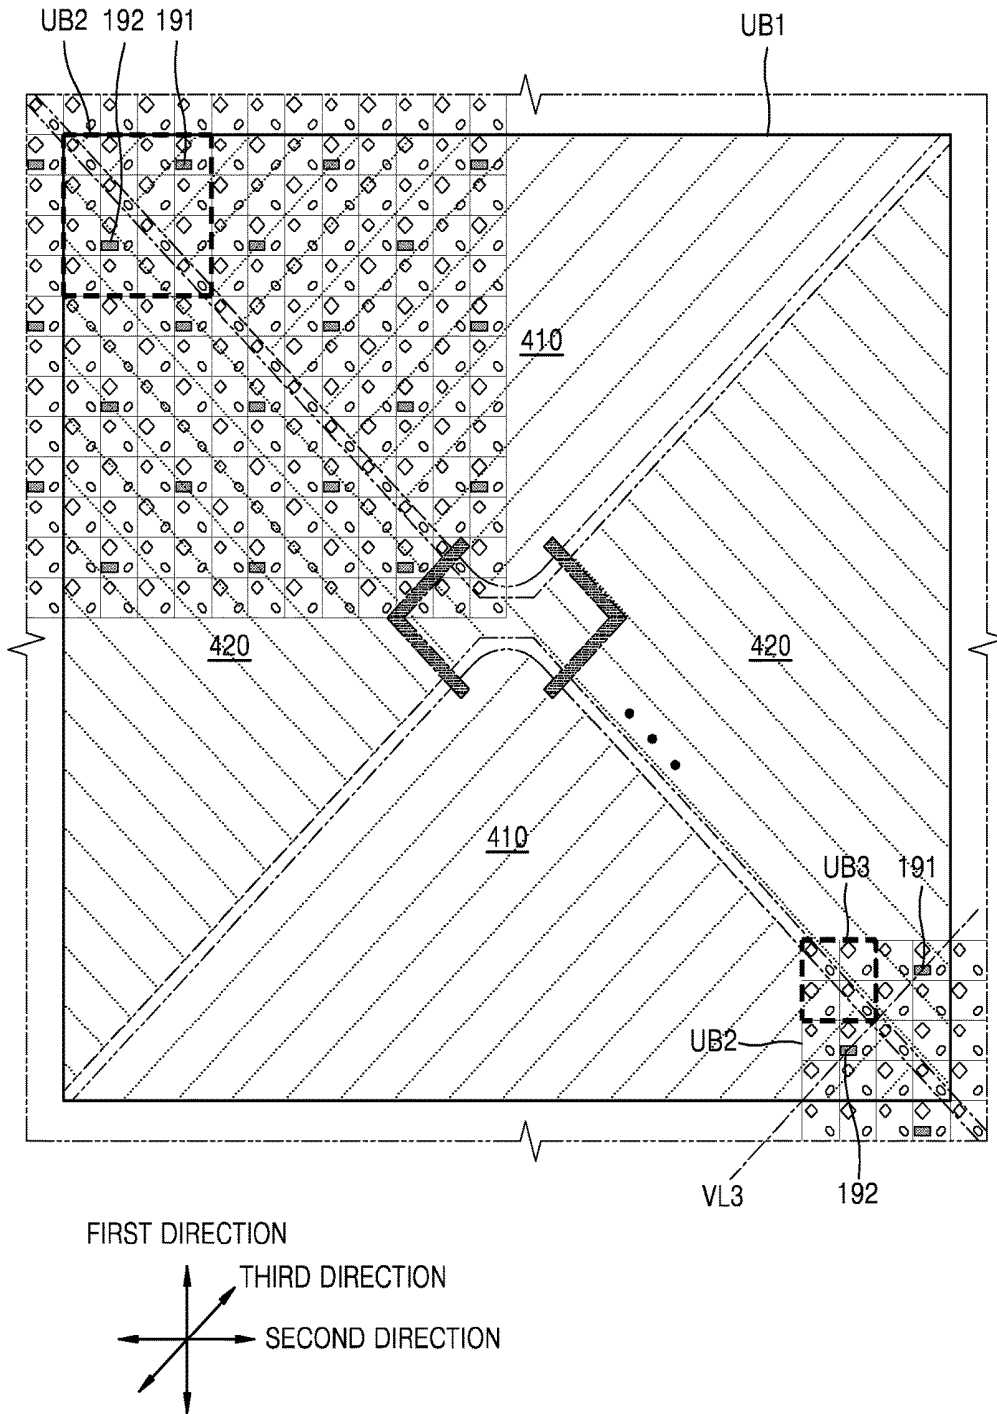 UB2 192 191 UB1
410
420 420
410
UB3 191
UB2
VL3 192
FIRST DIRECTION
THIRD DIRECTION
SECOND DIRECTION